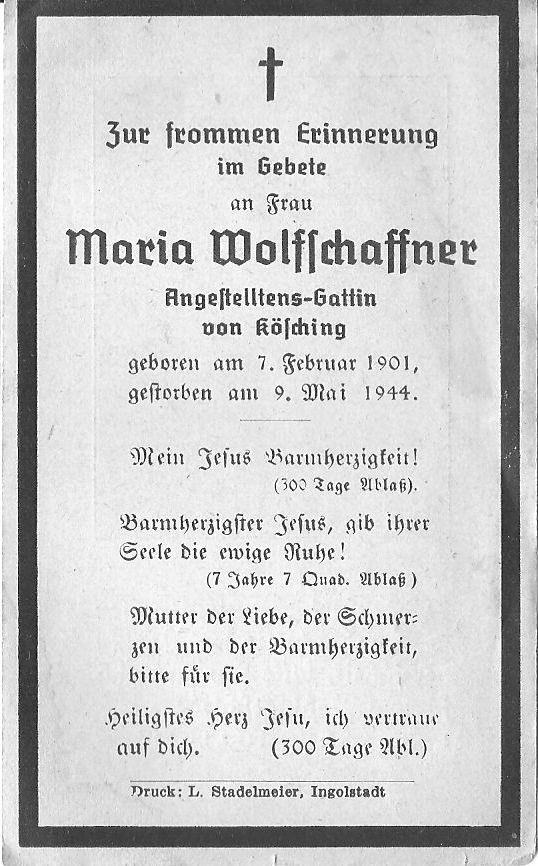 Zur frommen Erinnerung
im Gebete
an Frau
Maria Wolfschaffner
Angestelltens-Gattin
von Kösching
geboren am 7. Februar 1901,
gestorben am 9. Mai 1944.
Mein Jesus Barmherzigkeit!
(300 Tage Ablaß).
Barmherzigster Jesus, gib ihrer
Seele die ewige Ruhe!
(7 Jahre 7 Quad. Ablaß)
Mutter der Liebe, der Schmer-
zen und der Barmherzigkeit,
bitte für sie.
Heiligstes Herz Jesu, ich vertraue
auf dich. (300 Tage Abl.)
Druck: L. Stadelmeier, Ingolstadt